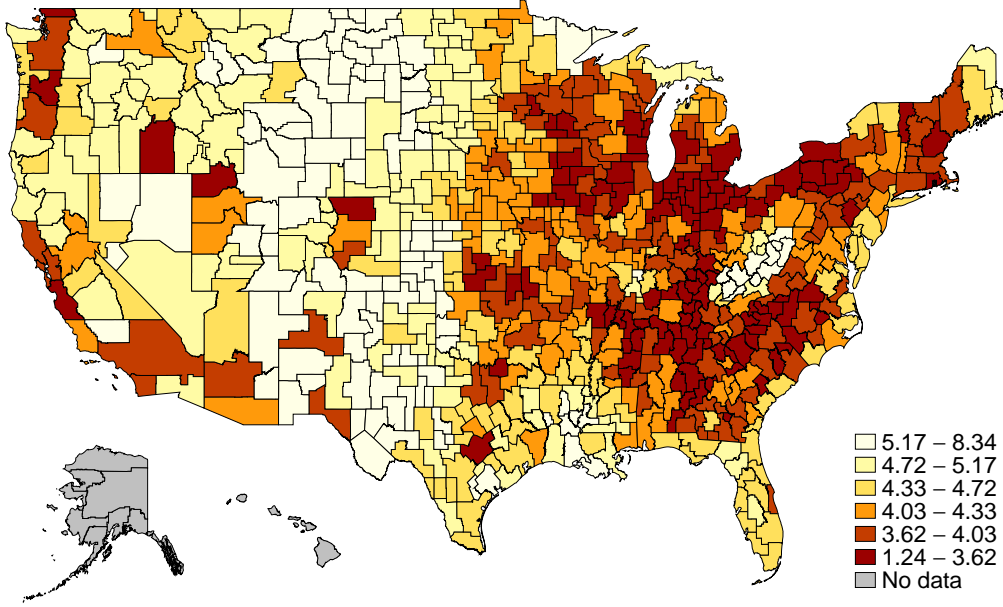 5.17 – 8.34
4.72 – 5.17
4.33 – 4.72
4.03 – 4.33
3.62 – 4.03
1.24 – 3.62
No data